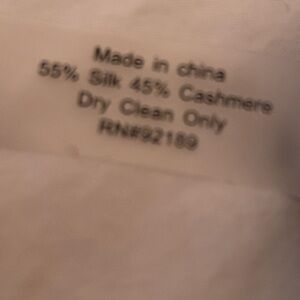 Made in china
55% Silk 45% Cashmere
Dry Clean Only
RN#92189